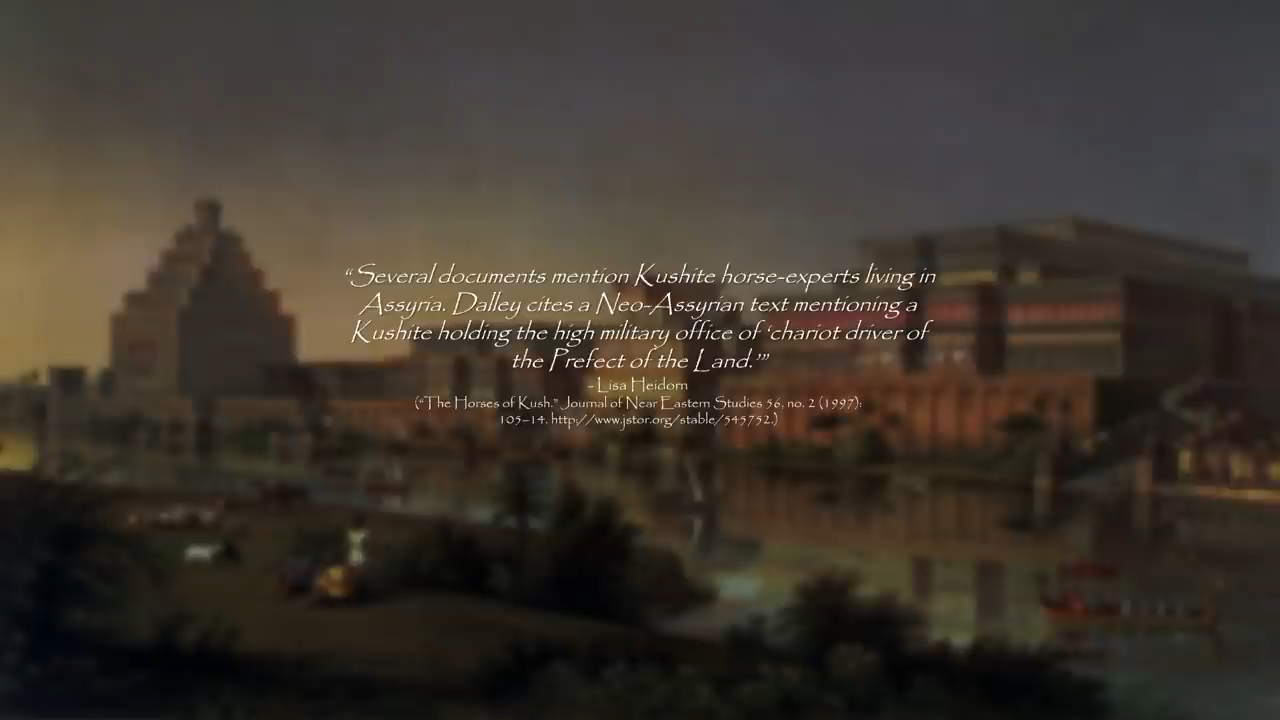 “Several documents mention Kushite horse-experts living in
Assyria. Dalley cites a Neo-Assyrian text mentioning a
Kushite holding the high military office of ‘chariot driver of
the Prefect of the Land.’”
- Lisa Heidorn
(“The Horses of Kush.” Journal of Near Eastern Studies 56, no. 2 (1997):
105–14. http://www.jstor.org/stable/545752.)